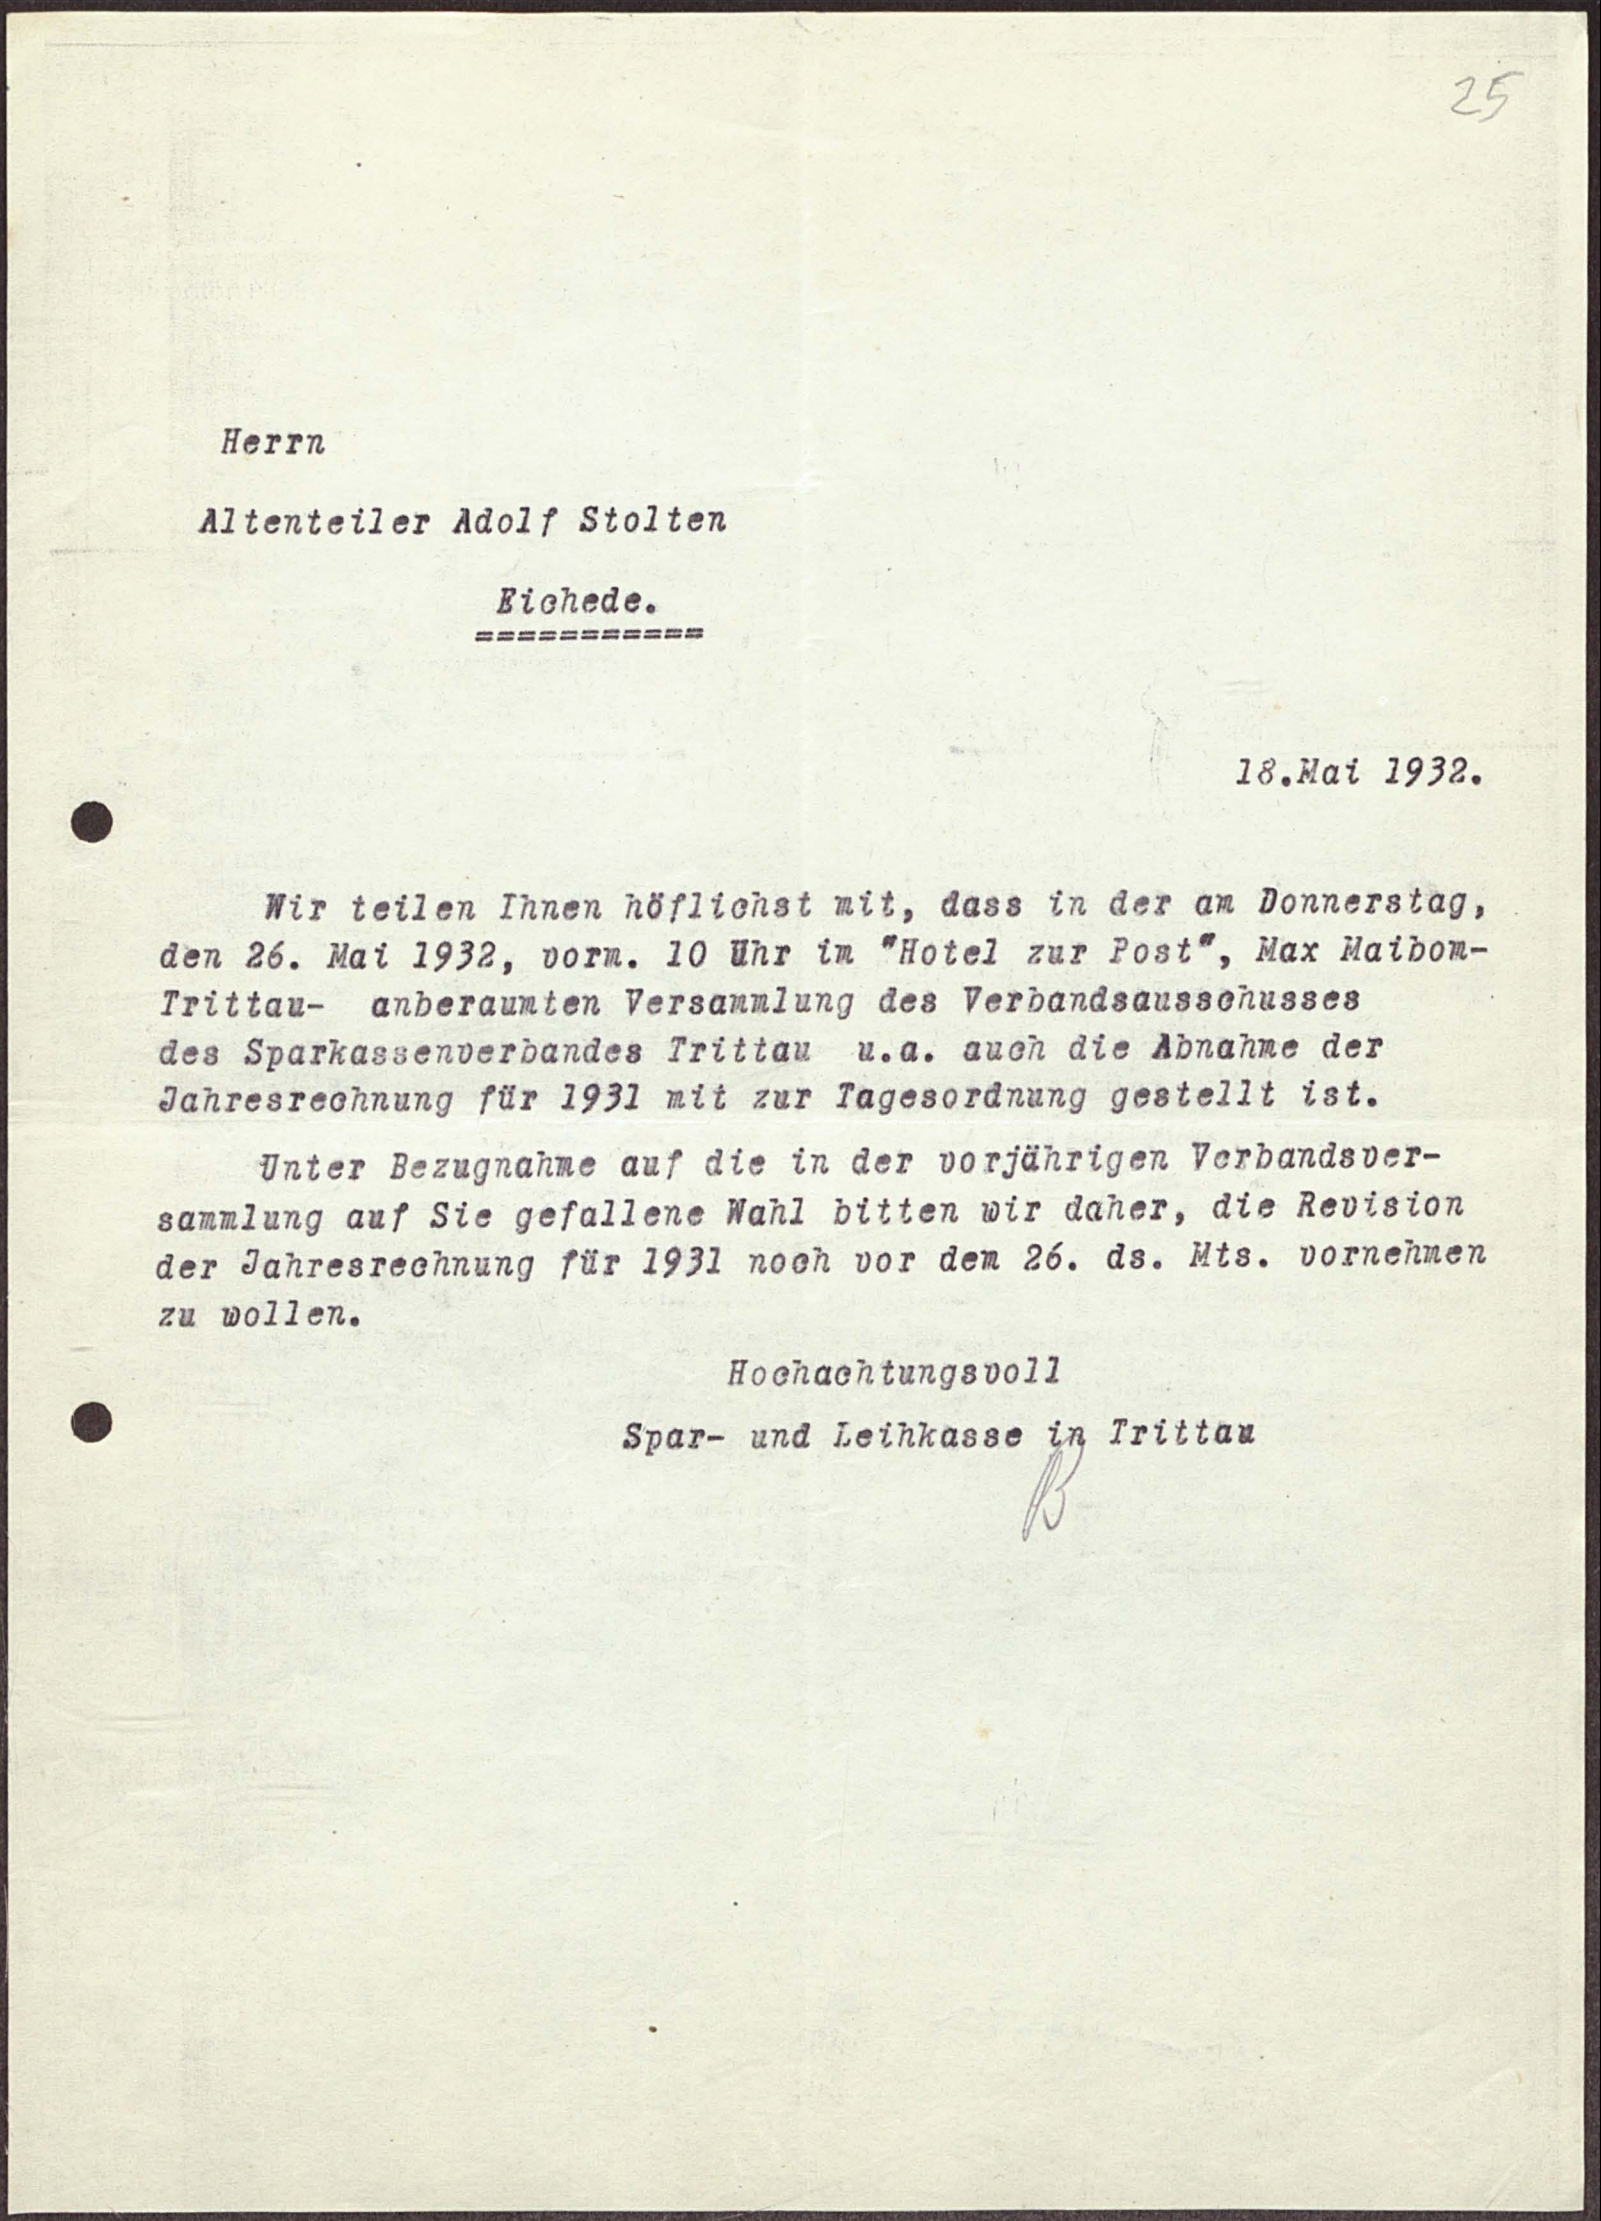 25
Herrn
Altenteiler Adolf Stolten
Eichede.
===========
18.Mai 1932.
Wir teilen Ihnen höflichst mit, dass in der am Donnerstag,
den 26. Mai 1932, vorm. 10 Uhr im "Hotel zur Post", Max Maibom-
Trittau- anberaumten Versammlung des Verbandsausschusses
des Sparkassenverbandes Trittau u.a. auch die Abnahme der
Jahresrechnung für 1931 mit zur Tagesordnung gestellt ist.
Unter Bezugnahme auf die in der vorjährigen Verbandsver-
sammlung auf Sie gefallene Wahl bitten wir daher, die Revision
der Jahresrechnung für 1931 noch vor dem 26. ds. Mts. vornehmen
zu wollen.
Hochachtungsvoll
Spar- und Leihkasse in Trittau
B